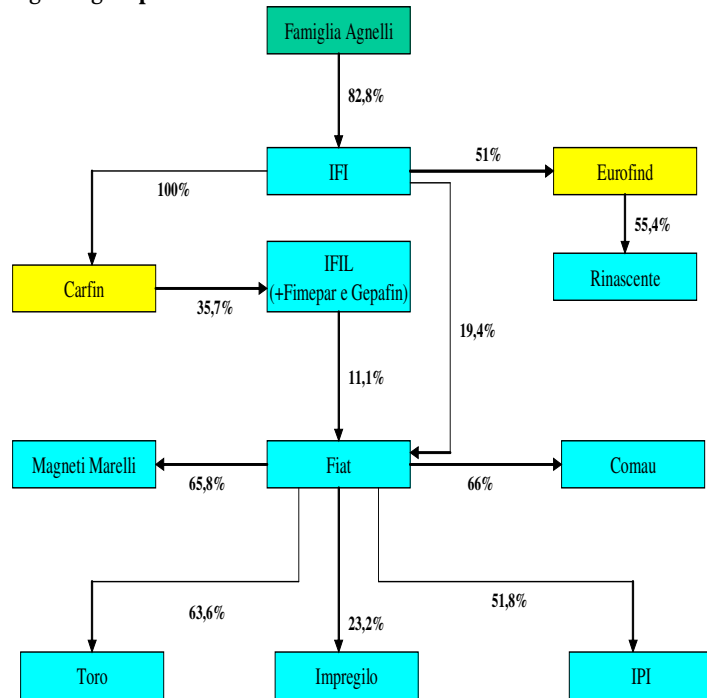 Famiglia Agnelli
82,8%
IFI
51%
Eurofind
100%
55,4%
IFIL
(+Fimepar e Gepafin)
Rinascente
Carfin
35,7%
19,4%
11,1%
Magneti Marelli
Fiat
Comau
65,8%
66%
63,6%
23,2%
51,8%
Toro
Impregilo
IPI